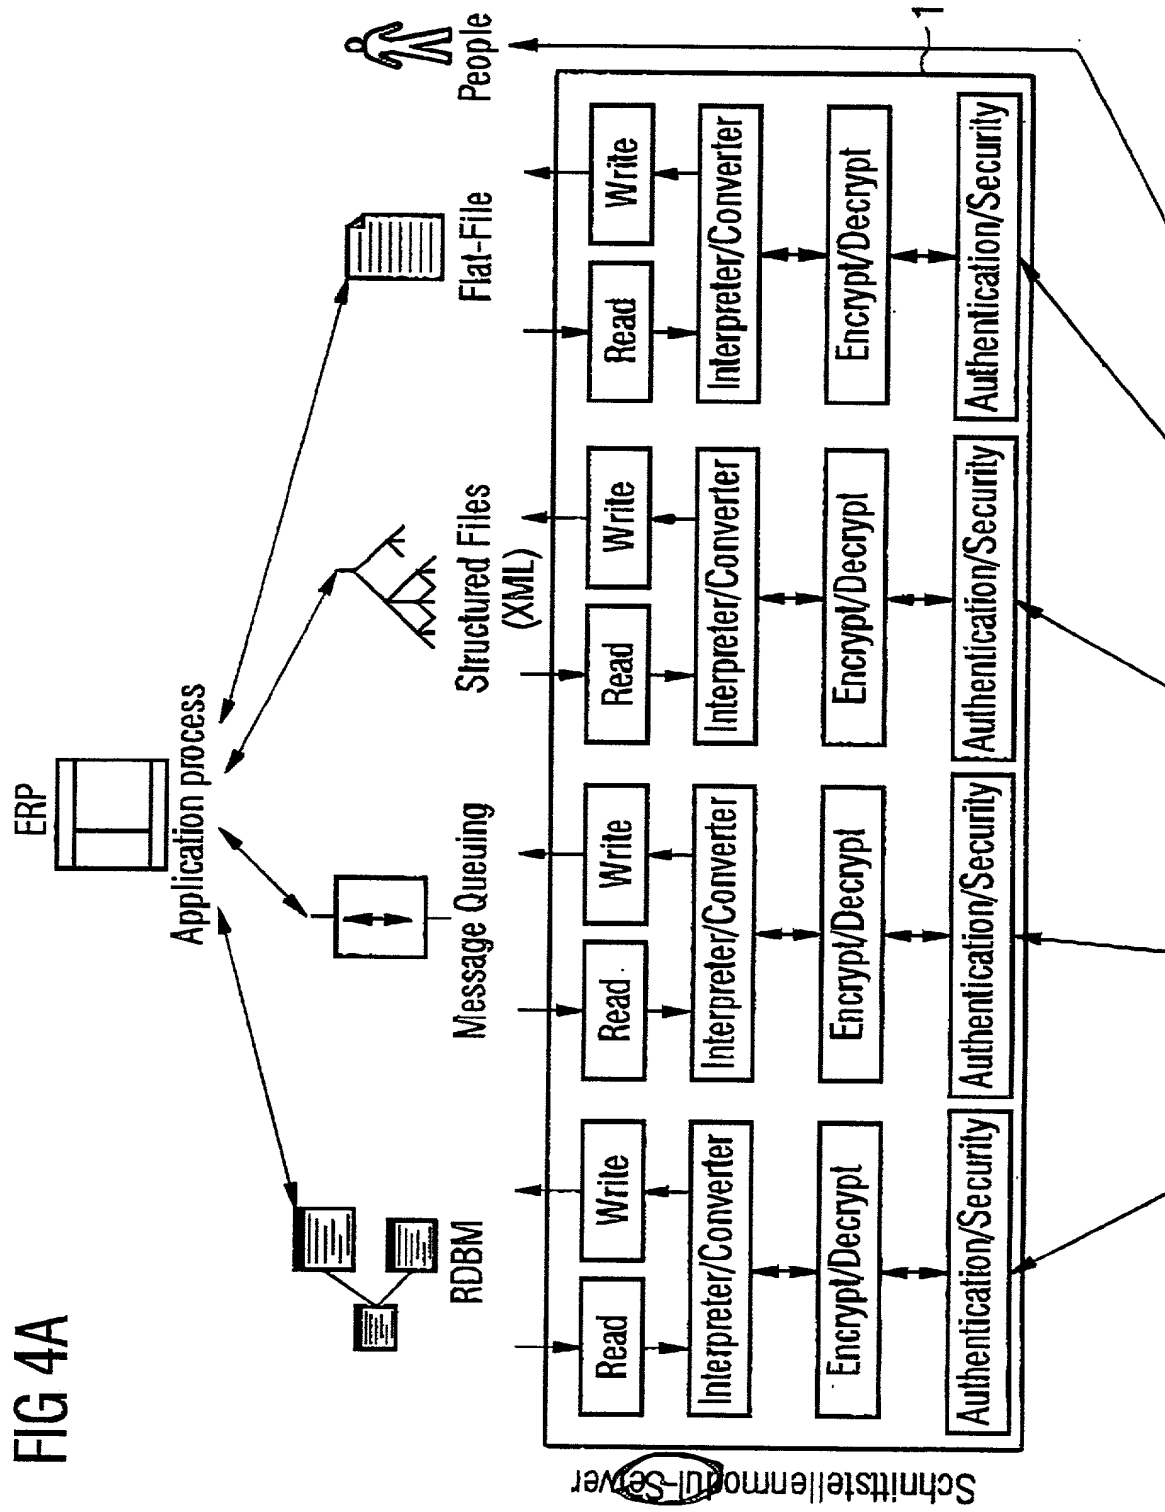 FIG 4A
ERP
Application process
RDBM
Message Queuing
Structured Files
(XML)
Flat-File
People
1
Schnittstellenmodul-Server
Read
Write
Read
Write
Read
Write
Read
Write
Interpreter/Converter
Interpreter/Converter
Interpreter/Converter
Interpreter/Converter
Encrypt/Decrypt
Encrypt/Decrypt
Encrypt/Decrypt
Encrypt/Decrypt
Authentication/Security
Authentication/Security
Authentication/Security
Authentication/Security